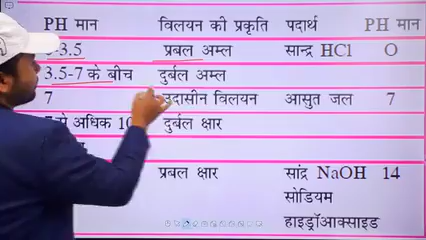 PH मान विलयन की प्रकृति पदार्थ PH मान
-3.5 प्रबल अम्ल सान्द्र HCl O
3.5-7 के बीच दुर्बल अम्ल
7 उदासीन विलयन आसुत जल 7
से अधिक 10 दुर्बल क्षार
प्रबल क्षार सांद्र NaOH 14
सोडियम
हाइड्रॉआक्साइड